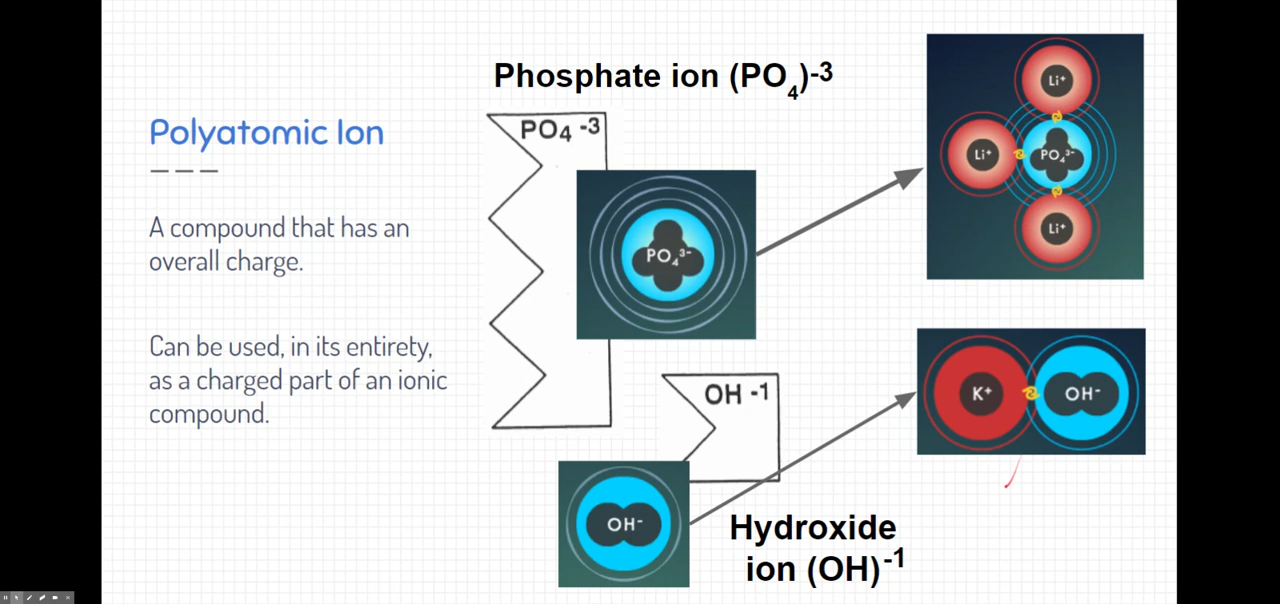 Polyatomic Ion
A compound that has an
overall charge.
Can be used, in its entirety,
as a charged part of an ionic
compound.
Phosphate ion (PO₄)⁻³
PO₄ -3
PO₄³⁻
OH -1
OH⁻
Hydroxide
ion (OH)⁻¹
Li⁺
Li⁺
PO₄³⁻
Li⁺
K⁺
OH⁻